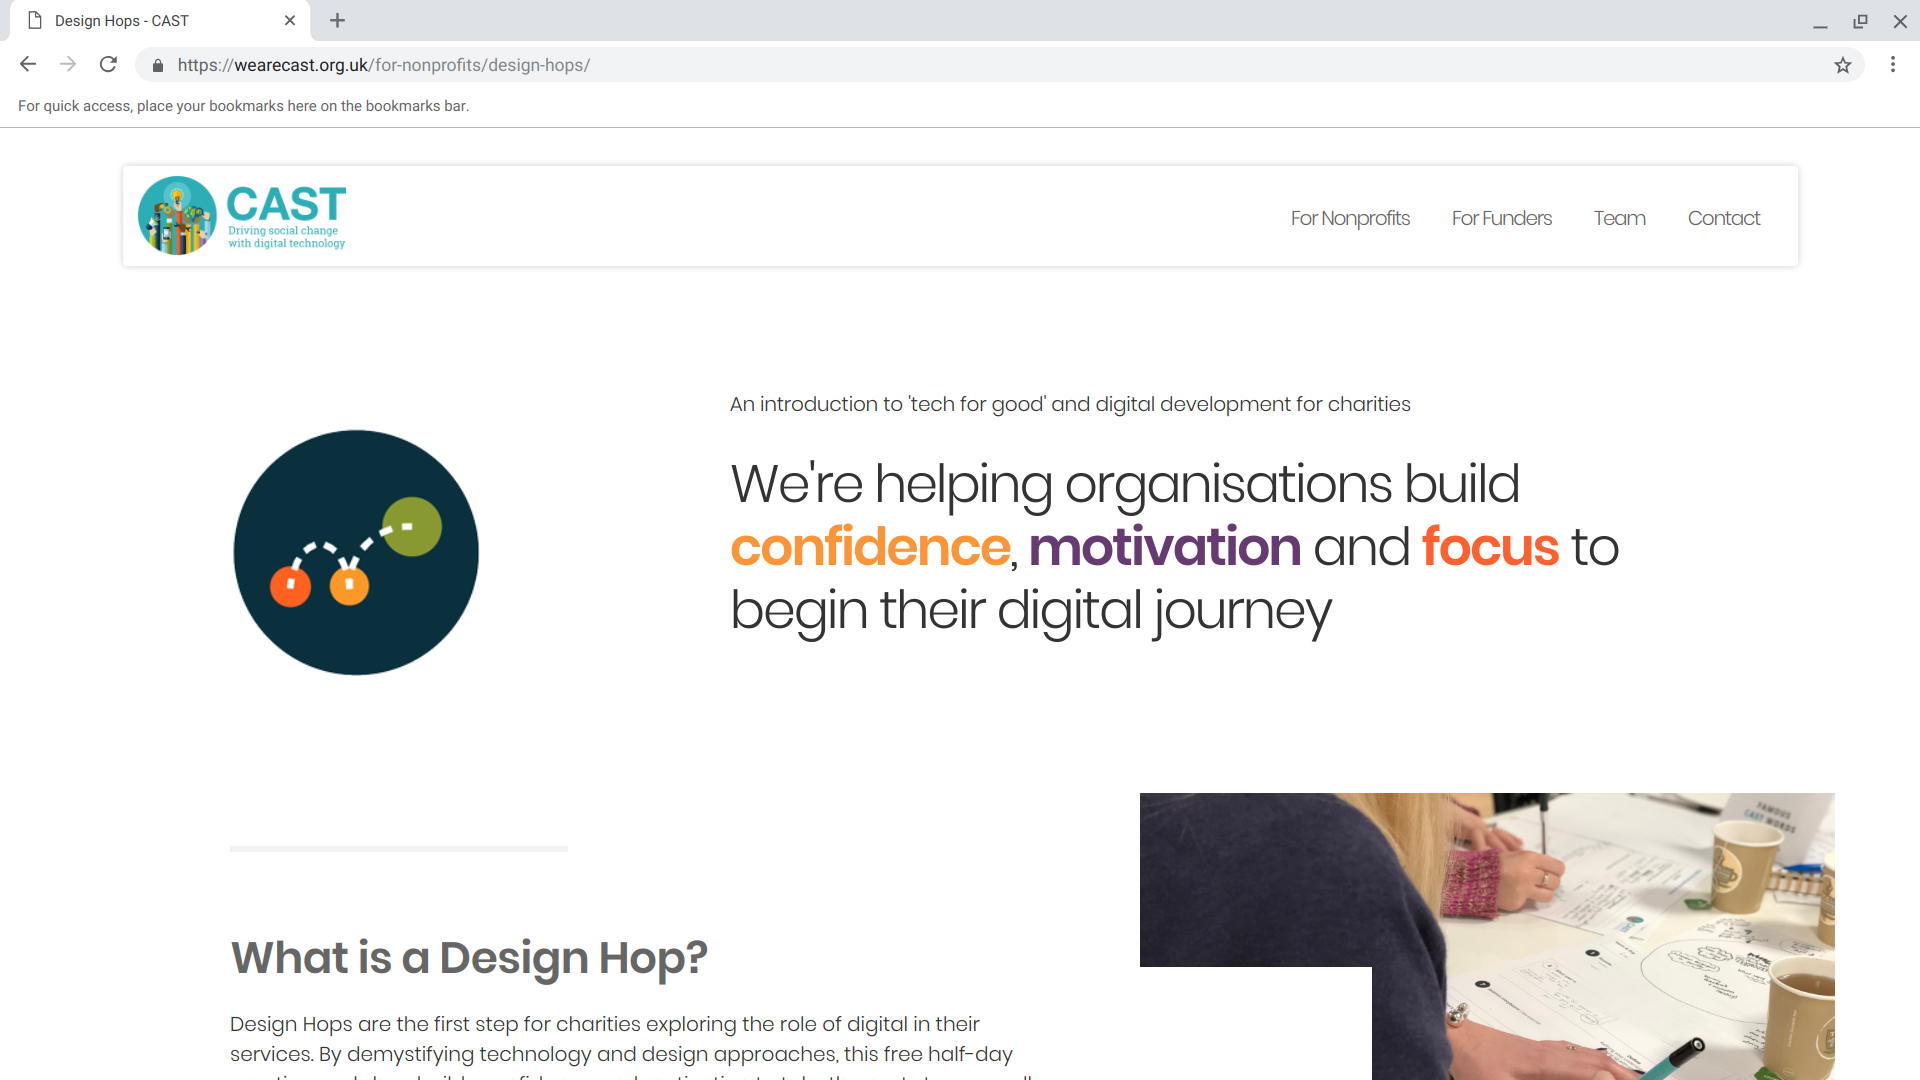 Design Hops - CAST
https://wearecast.org.uk/for-nonprofits/design-hops/
For quick access, place your bookmarks here on the bookmarks bar.
CAST
Driving social change
with digital technology
For Nonprofits
For Funders
Team
Contact
An introduction to 'tech for good' and digital development for charities
We're helping organisations build
confidence, motivation and focus to
begin their digital journey
FAMOUS
CAST WORDS
What is a Design Hop?
Design Hops are the first step for charities exploring the role of digital in their
services. By demystifying technology and design approaches, this free half-day